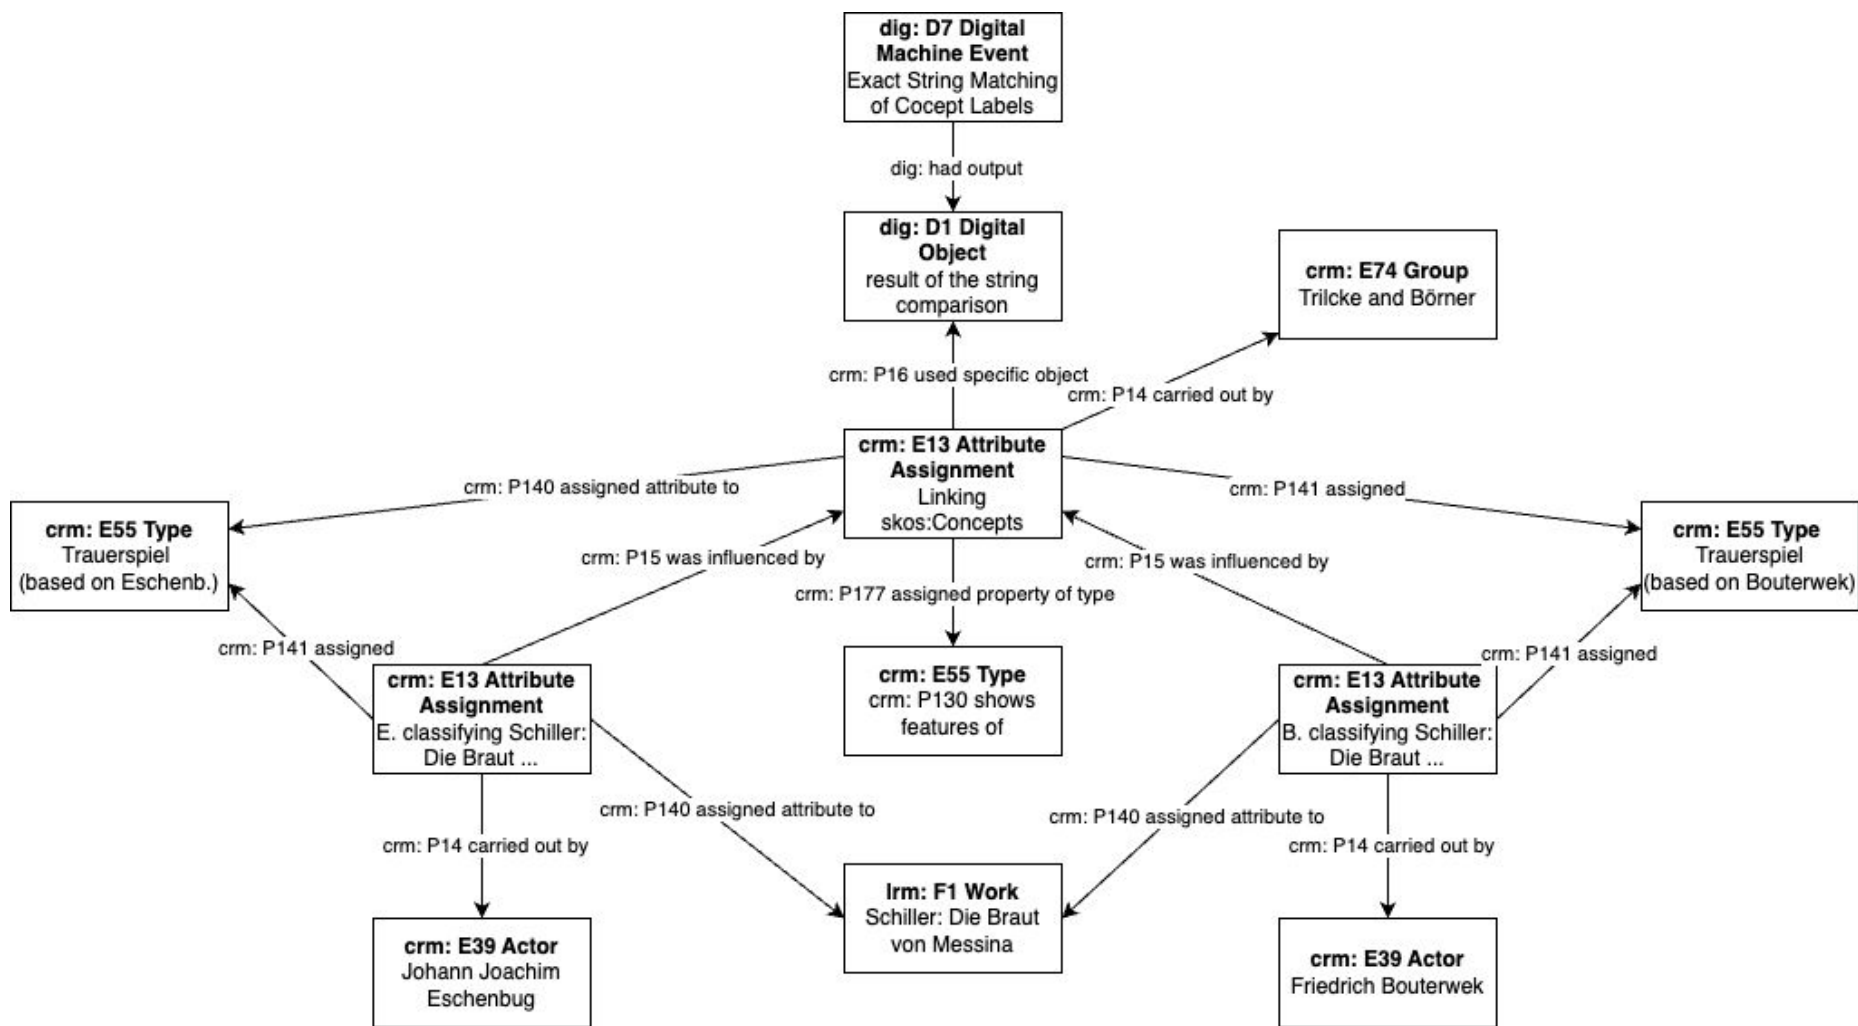 dig: D7 Digital
Machine Event
Exact String Matching
of Cocept Labels
dig: had output
dig: D1 Digital
Object
result of the string
comparison
crm: E74 Group
Trilcke and Börner
crm: P16 used specific object
crm: P14 carried out by
crm: E13 Attribute
Assignment
Linking
skos:Concepts
crm: P140 assigned attribute to
crm: P141 assigned
crm: E55 Type
Trauerspiel
(based on Eschenb.)
crm: E55 Type
Trauerspiel
(based on Bouterwek)
crm: P15 was influenced by
crm: P15 was influenced by
crm: P177 assigned property of type
crm: P141 assigned
crm: P141 assigned
crm: E13 Attribute
Assignment
E. classifying Schiller:
Die Braut ...
crm: E55 Type
crm: P130 shows
features of
crm: E13 Attribute
Assignment
B. classifying Schiller:
Die Braut ...
crm: P140 assigned attribute to
crm: P140 assigned attribute to
crm: P14 carried out by
crm: P14 carried out by
lrm: F1 Work
Schiller: Die Braut
von Messina
crm: E39 Actor
Johann Joachim
Eschenbug
crm: E39 Actor
Friedrich Bouterwek